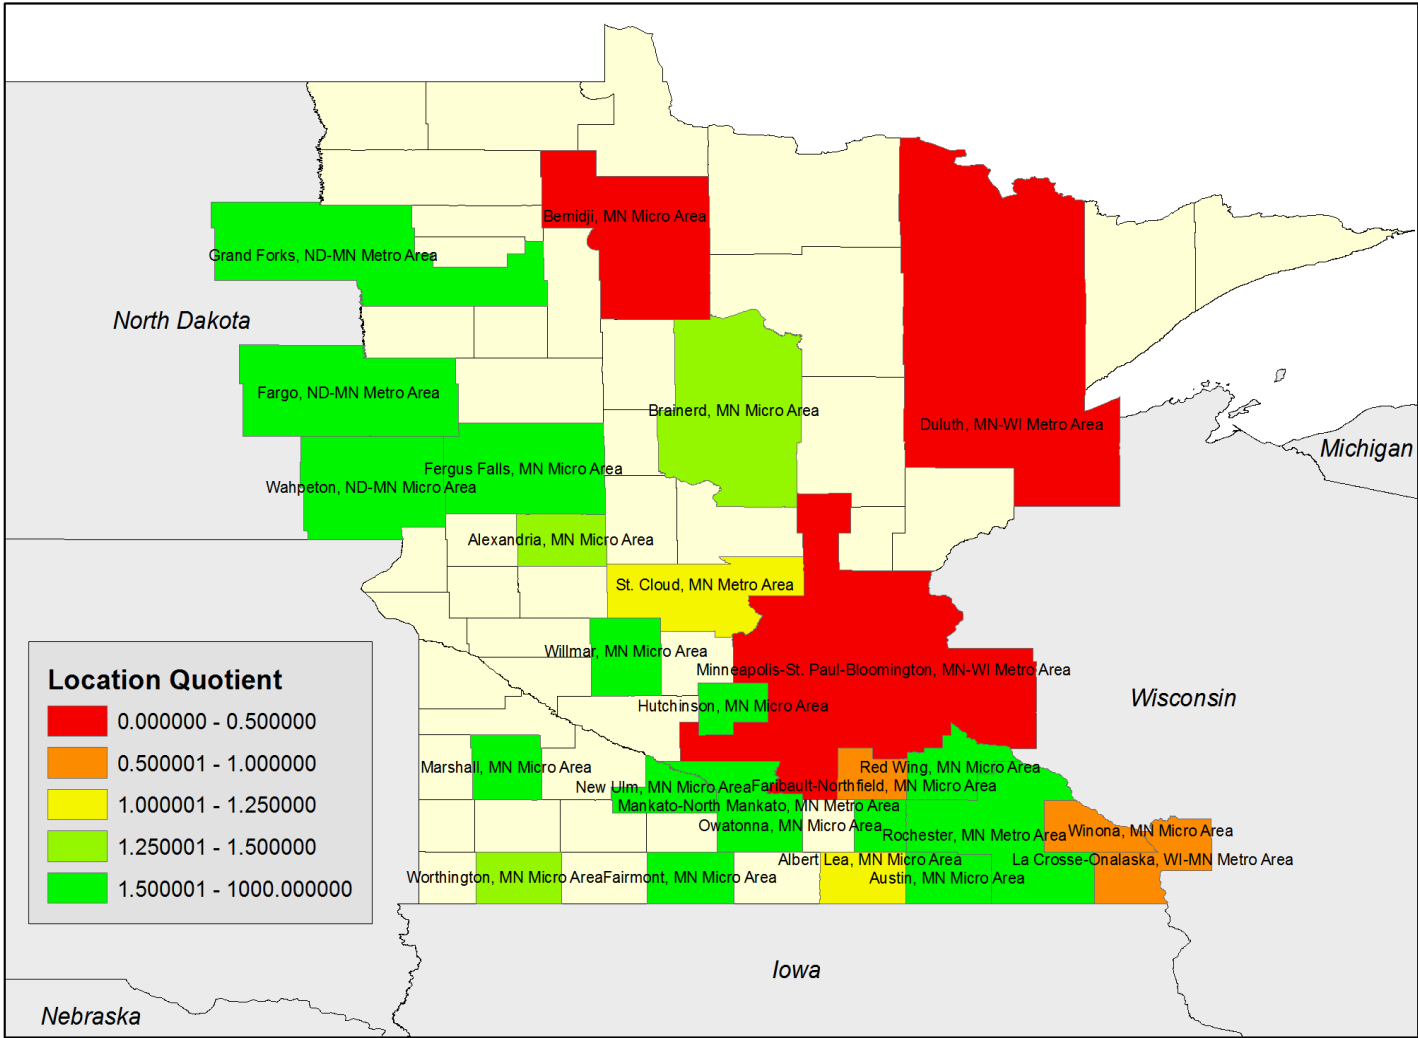 Bemidji, MN Micro Area
Grand Forks, ND-MN Metro Area
North Dakota
Fargo, ND-MN Metro Area
Brainerd, MN Micro Area
Duluth, MN-WI Metro Area
Michigan
Fergus Falls, MN Micro Area
Wahpeton, ND-MN Micro Area
Alexandria, MN Micro Area
St. Cloud, MN Metro Area
Willmar, MN Micro Area
Minneapolis-St. Paul-Bloomington, MN-WI Metro Area
Wisconsin
Hutchinson, MN Micro Area
Location Quotient
0.000000 - 0.500000
0.500001 - 1.000000
1.000001 - 1.250000
1.250001 - 1.500000
1.500001 - 1000.000000
Marshall, MN Micro Area
Red Wing, MN Micro Area
New Ulm, MN Micro Area
Faribault-Northfield, MN Micro Area
Mankato-North Mankato, MN Metro Area
Owatonna, MN Micro Area
Rochester, MN Metro Area
Winona, MN Micro Area
Albert Lea, MN Micro Area
La Crosse-Onalaska, WI-MN Metro Area
Worthington, MN Micro Area
Fairmont, MN Micro Area
Austin, MN Micro Area
Iowa
Nebraska